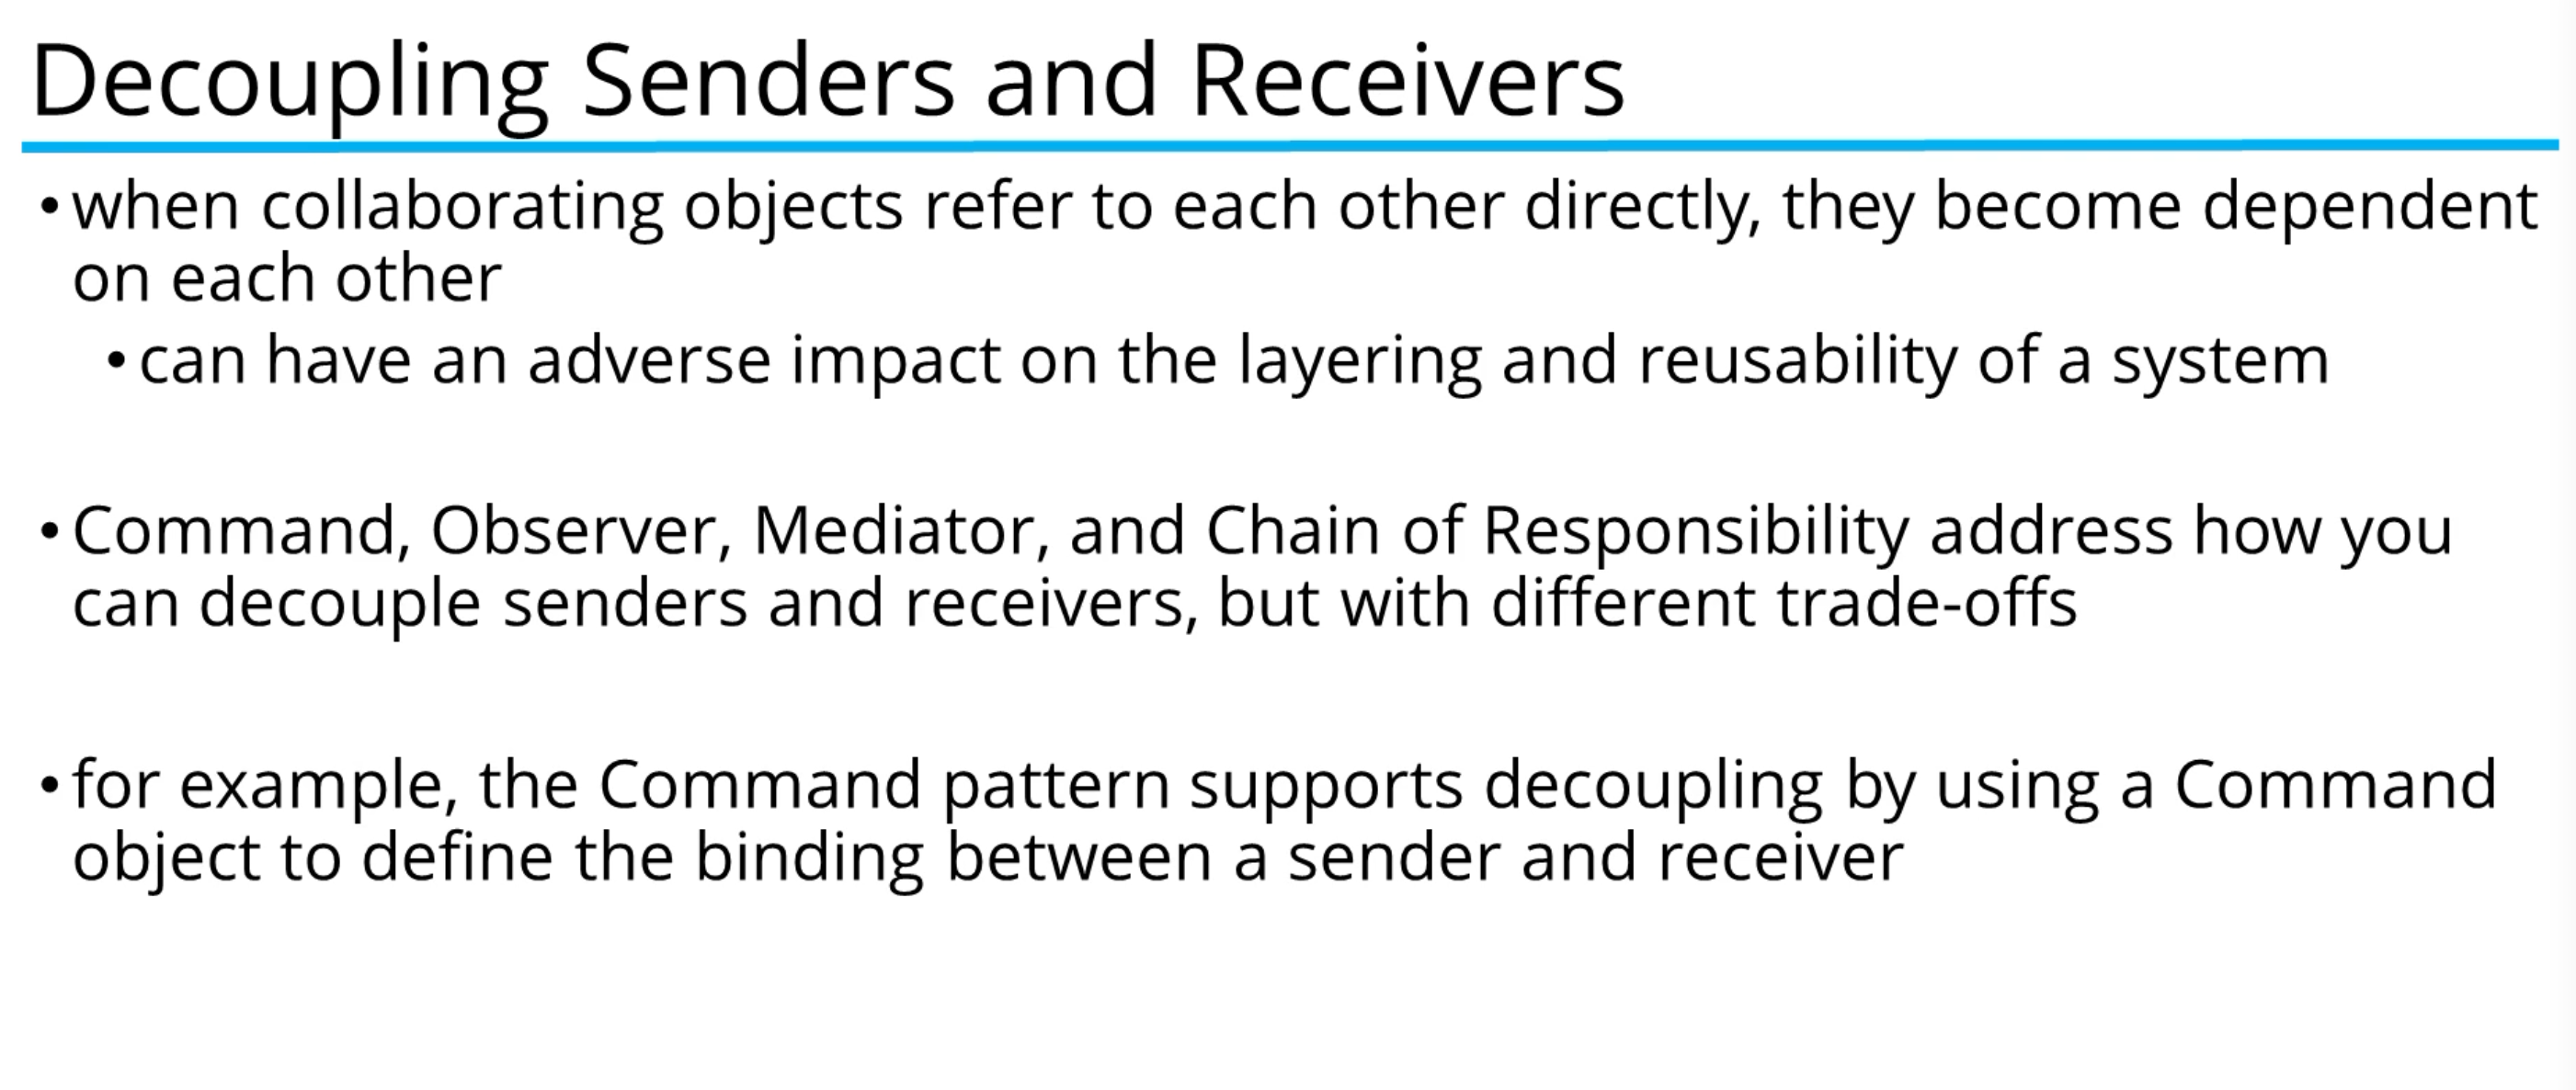 Decoupling Senders and Receivers
• when collaborating objects refer to each other directly, they become dependent
on each other
• can have an adverse impact on the layering and reusability of a system
• Command, Observer, Mediator, and Chain of Responsibility address how you
can decouple senders and receivers, but with different trade-offs
• for example, the Command pattern supports decoupling by using a Command
object to define the binding between a sender and receiver